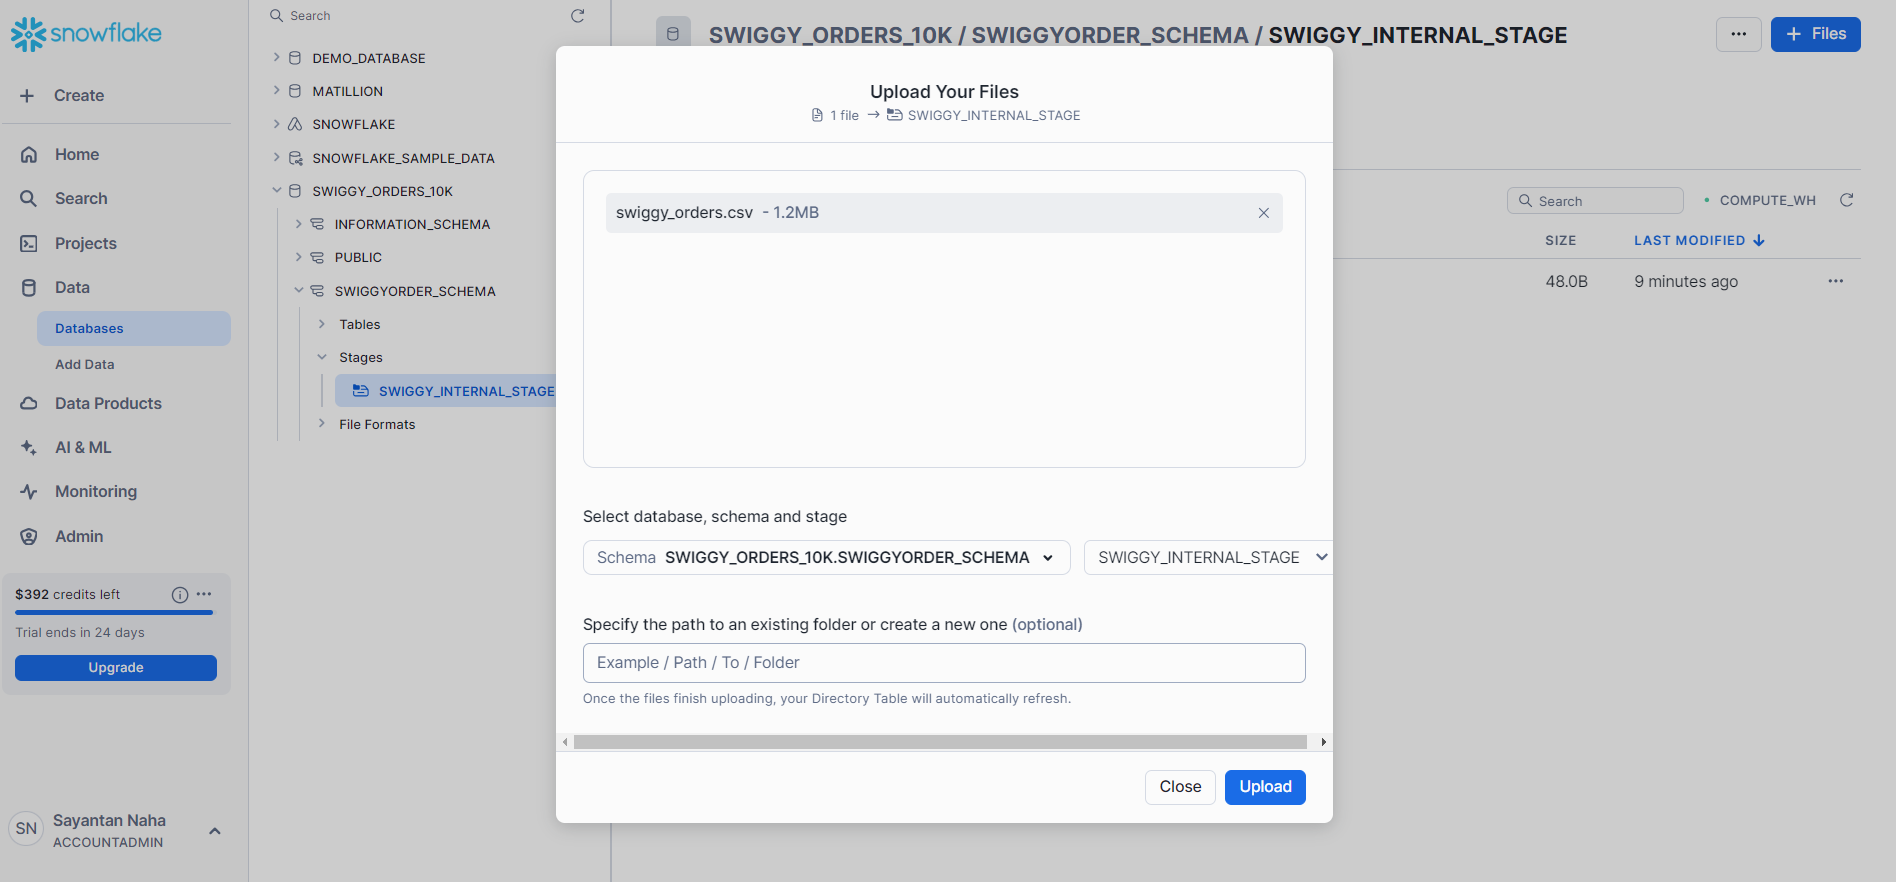 snowflake
Create
Home
Search
Projects
Data
Databases
Add Data
Data Products
AI & ML
Monitoring
Admin
$392 credits left
Trial ends in 24 days
Upgrade
SN
Sayantan Naha
ACCOUNTADMIN
Search
DEMO_DATABASE
MATILLION
SNOWFLAKE
SNOWFLAKE_SAMPLE_DATA
SWIGGY_ORDERS_10K
INFORMATION_SCHEMA
PUBLIC
SWIGGYORDER_SCHEMA
Tables
Stages
SWIGGY_INTERNAL_STAGE
File Formats
SWIGGY_ORDERS_10K / SWIGGYORDER_SCHEMA / SWIGGY_INTERNAL_STAGE
+ Files
Search
COMPUTE_WH
SIZE LAST MODIFIED
48.0B 9 minutes ago
Upload Your Files
1 file → SWIGGY_INTERNAL_STAGE
swiggy_orders.csv - 1.2MB
Select database, schema and stage
Schema SWIGGY_ORDERS_10K.SWIGGYORDER_SCHEMA
SWIGGY_INTERNAL_STAGE
Specify the path to an existing folder or create a new one (optional)
Example / Path / To / Folder
Once the files finish uploading, your Directory Table will automatically refresh.
Close
Upload